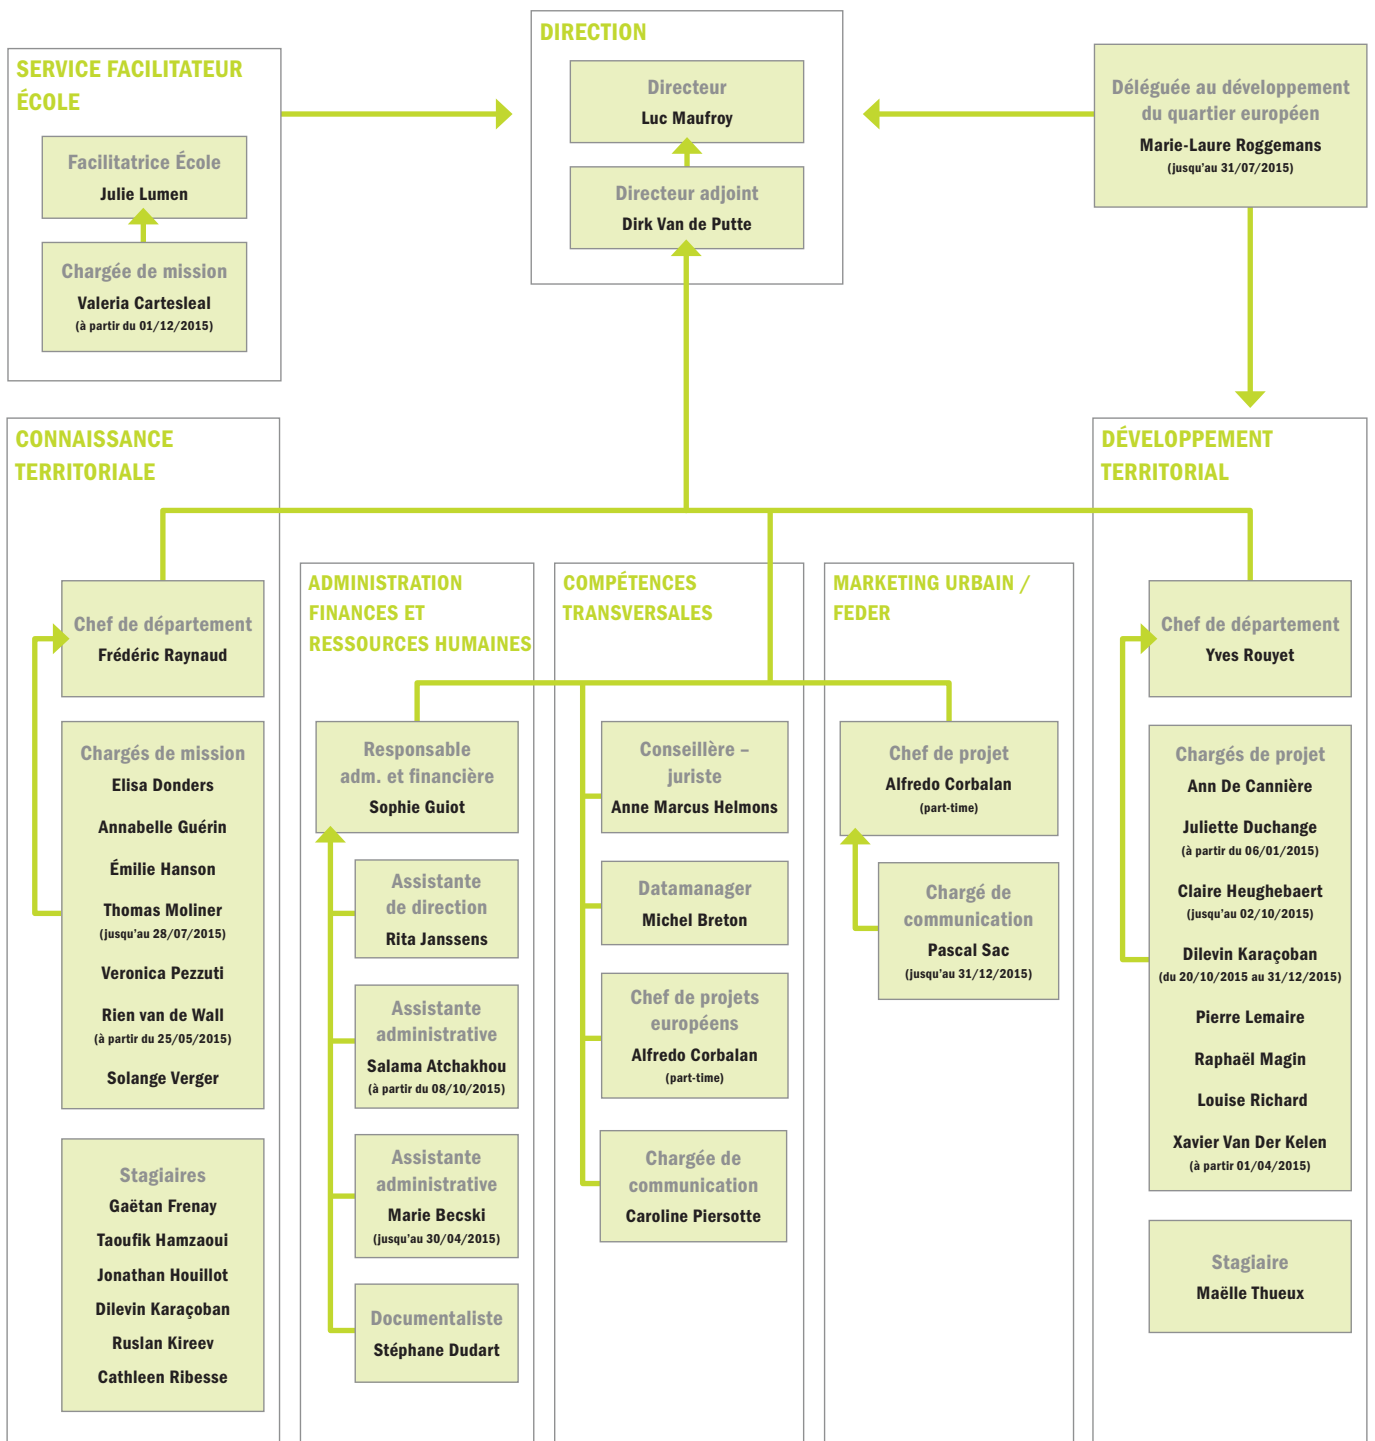 SERVICE FACILITATEUR
ÉCOLE
Facilitatrice École
Julie Lumen
Chargée de mission
Valeria Cartesleal
(à partir du 01/12/2015)
DIRECTION
Directeur
Luc Maufroy
Directeur adjoint
Dirk Van de Putte
Déléguée au développement
du quartier européen
Marie-Laure Roggemans
(jusqu'au 31/07/2015)
CONNAISSANCE
TERRITORIALE
Chef de département
Frédéric Raynaud
Chargés de mission
Elisa Donders
Annabelle Guérin
Émilie Hanson
Thomas Moliner
(jusqu'au 28/07/2015)
Veronica Pezzuti
Rien van de Wall
(à partir du 25/05/2015)
Solange Verger
Stagiaires
Gaëtan Frenay
Taoufik Hamzaoui
Jonathan Houillot
Dilevin Karaçoban
Ruslan Kireev
Cathleen Ribesse
ADMINISTRATION
FINANCES ET
RESSOURCES HUMAINES
Responsable
adm. et financière
Sophie Guiot
Assistante
de direction
Rita Janssens
Assistante
administrative
Salama Atchakhou
(à partir du 08/10/2015)
Assistante
administrative
Marie Becski
(jusqu'au 30/04/2015)
Documentaliste
Stéphane Dudart
COMPÉTENCES
TRANSVERSALES
Conseillère –
juriste
Anne Marcus Helmons
Datamanager
Michel Breton
Chef de projets
européens
Alfredo Corbalan
(part-time)
Chargée de
communication
Caroline Piersotte
MARKETING URBAIN /
FEDER
Chef de projet
Alfredo Corbalan
(part-time)
Chargé de
communication
Pascal Sac
(jusqu'au 31/12/2015)
DÉVELOPPEMENT
TERRITORIAL
Chef de département
Yves Rouyet
Chargés de projet
Ann De Cannière
Juliette Duchange
(à partir du 06/01/2015)
Claire Heughebaert
(jusqu'au 02/10/2015)
Dilevin Karaçoban
(du 20/10/2015 au 31/12/2015)
Pierre Lemaire
Raphaël Magin
Louise Richard
Xavier Van Der Kelen
(à partir 01/04/2015)
Stagiaire
Maëlle Thueux